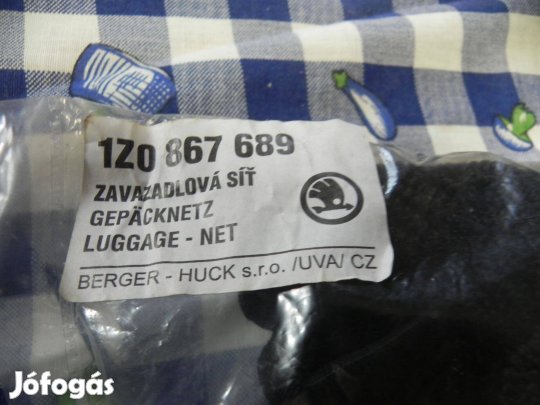 1Z0 867 689
ZAVAZADLOVÁ SÍŤ
GEPÄCKNETZ
LUGGAGE - NET
BERGER - HUCK s.r.o. /UVA/ CZ
Jófogás